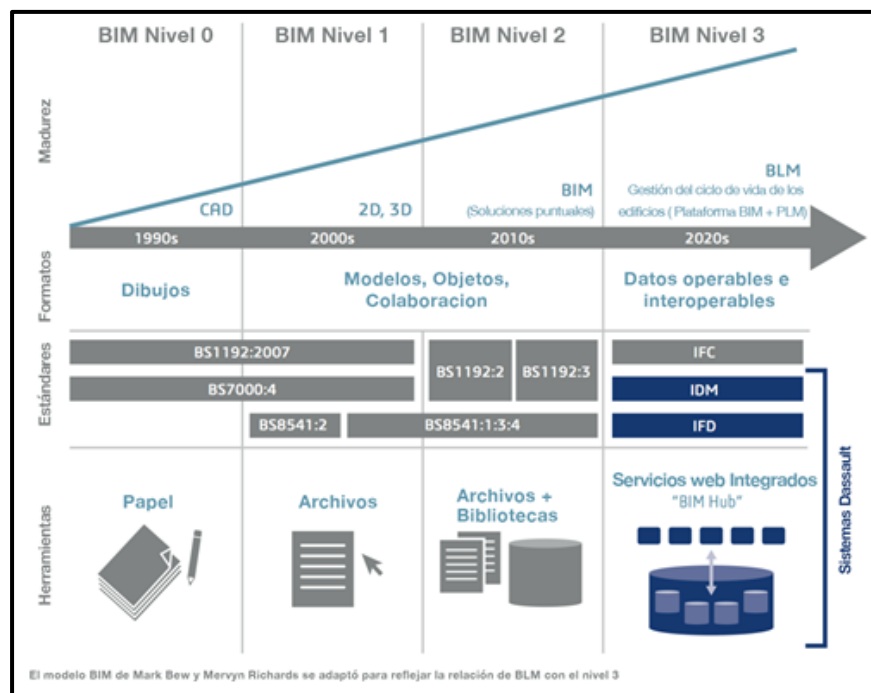 BIM Nivel 0
BIM Nivel 1
BIM Nivel 2
BIM Nivel 3
Madurez
CAD
2D, 3D
BIM
(Soluciones puntuales)
BLM
Gestión del ciclo de vida de los
edificios ( Plataforma BIM + PLM)
1990s
2000s
2010s
2020s
Formatos
Dibujos
Modelos, Objetos,
Colaboracion
Datos operables e
interoperables
Estándares
BS1192:2007
BS7000:4
BS8541:2
BS8541:1:3:4
BS1192:2
BS1192:3
IFC
IDM
IFD
Herramientas
Papel
Archivos
Archivos +
Bibliotecas
Servicios web Integrados
"BIM Hub"
Sistemas Dassault
El modelo BIM de Mark Bew y Mervyn Richards se adaptó para reflejar la relación de BLM con el nivel 3